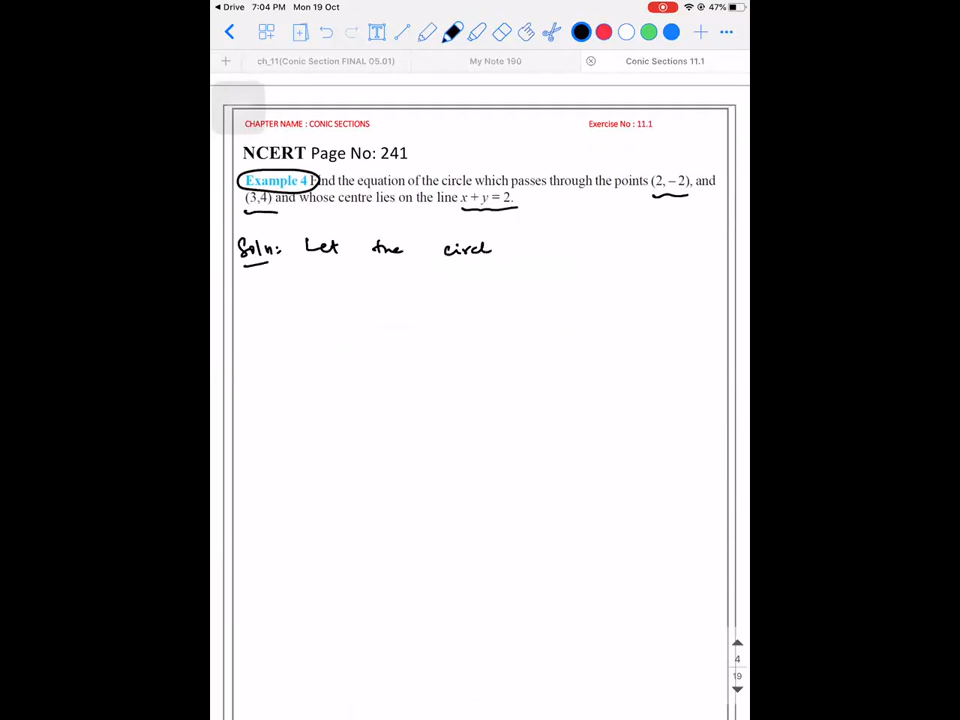 Drive 7:04 PM Mon 19 Oct 47%
ch_11(Conic Section FINAL 05.01) My Note 190 Conic Sections 11.1
CHAPTER NAME : CONIC SECTIONS Exercise No : 11.1
NCERT Page No: 241
Example 4 Find the equation of the circle which passes through the points (2, – 2), and
(3,4) and whose centre lies on the line x + y = 2.
Soln: Let the circl
4
19